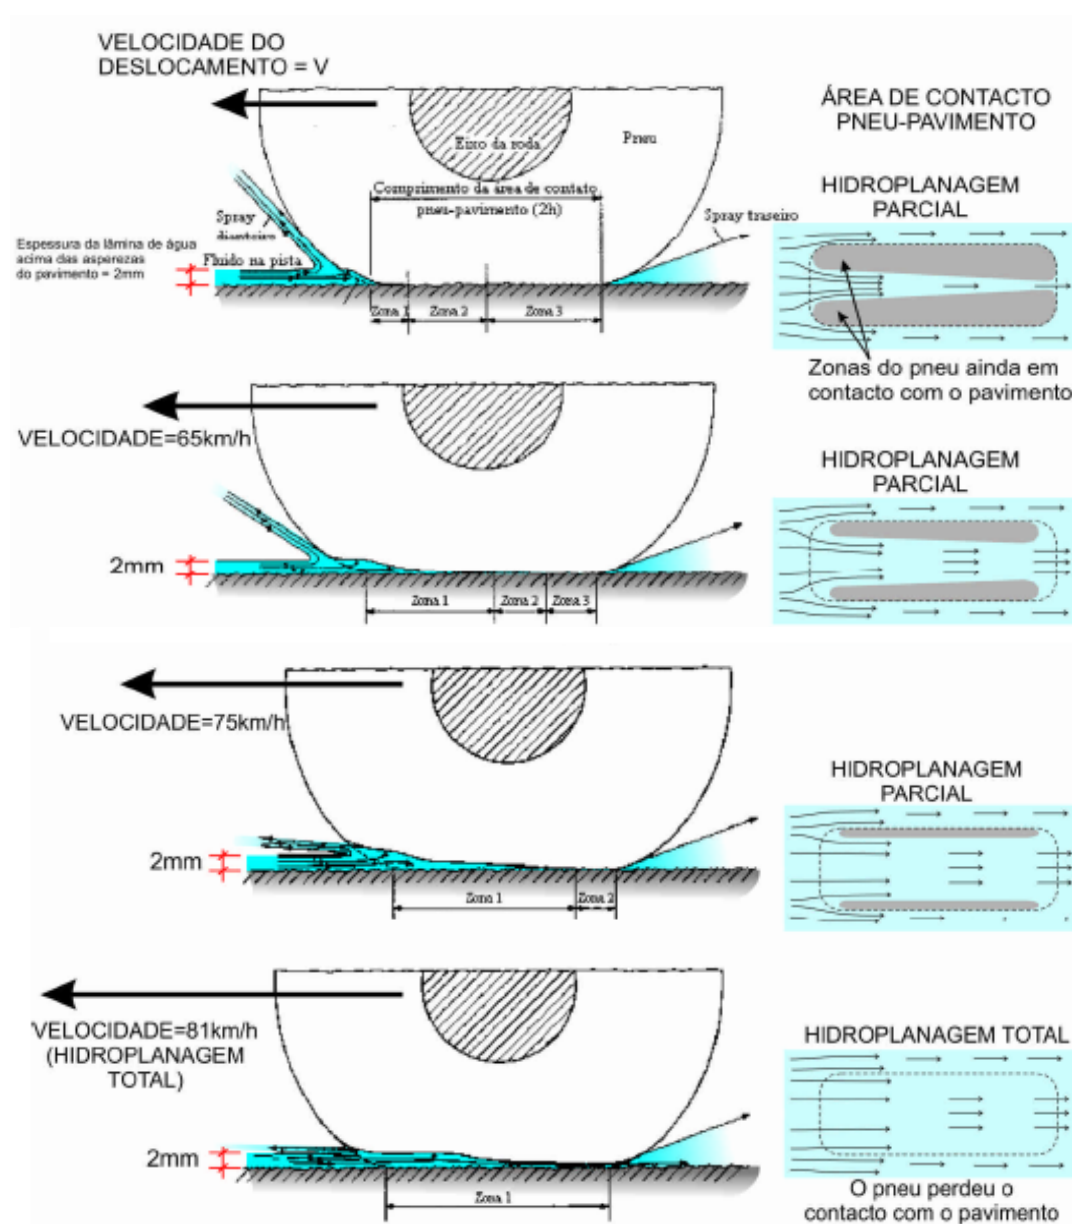 VELOCIDADE DO
DESLOCAMENTO = V
ÁREA DE CONTACTO
PNEU-PAVIMENTO
Eixo da roda
Pneu
HIDROPLANAGEM
PARCIAL
Comprimento da área de contato
pneu-pavimento (2h)
Spray
dianteiro
Spray traseiro
Espessura da lâmina de água
acima das asperezas
do pavimento = 2mm
Fluido na pista
Zona 1
Zona 2
Zona 3
Zonas do pneu ainda em
contacto com o pavimento
VELOCIDADE=65km/h
HIDROPLANAGEM
PARCIAL
2mm
Zona 1
Zona 2
Zona 3
VELOCIDADE=75km/h
HIDROPLANAGEM
PARCIAL
2mm
Zona 1
Zona 2
VELOCIDADE=81km/h
(HIDROPLANAGEM
TOTAL)
HIDROPLANAGEM TOTAL
2mm
Zona 1
O pneu perdeu o
contacto com o pavimento